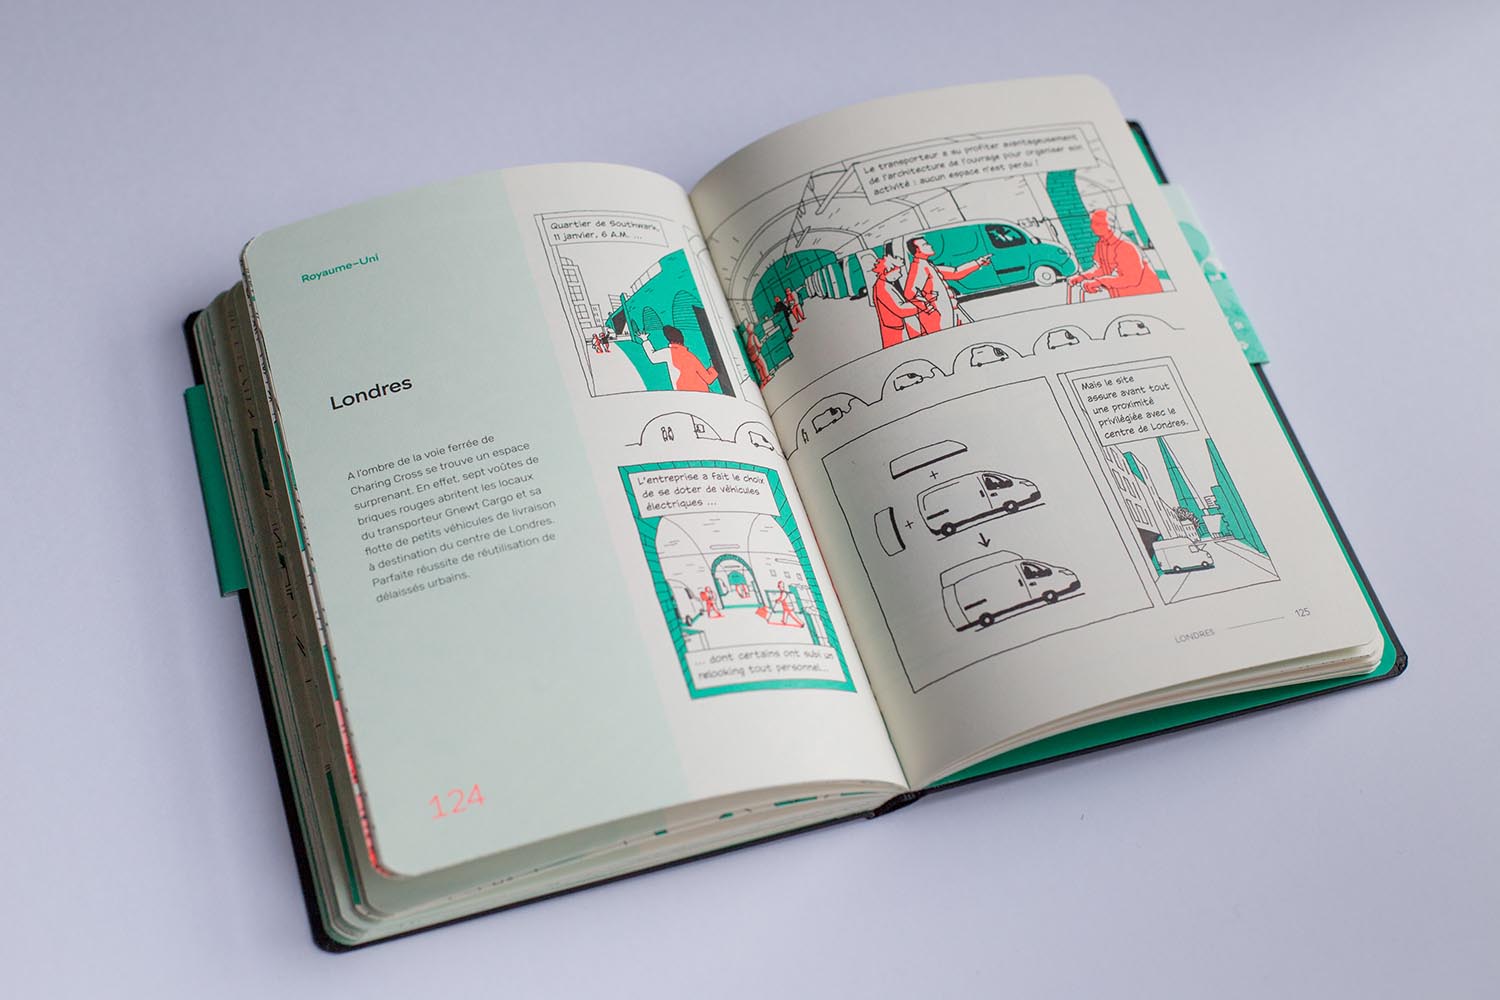 Royaume-Uni
Londres
A l'ombre de la voie ferrée de
Charing Cross se trouve un espace
surprenant. En effet, sept voûtes de
briques rouges abritent les locaux
du transporteur Gnewt Cargo et sa
flotte de petits véhicules de livraison
à destination du centre de Londres.
Parfaite réussite de réutilisation de
délaissés urbains.
124
Quartier de Southwark,
11 janvier, 6 A.M. ...
L'entreprise a fait le choix
de se doter de véhicules
électriques ...
... dont certains ont subi un
relooking tout personnel...
Le transporteur a su profiter avantageusement
de l'architecture de l'ouvrage pour organiser son
activité : aucun espace n'est perdu !
+
+
Mais le site
assure avant tout
une proximité
privilégiée avec le
centre de Londres.
LONDRES
125